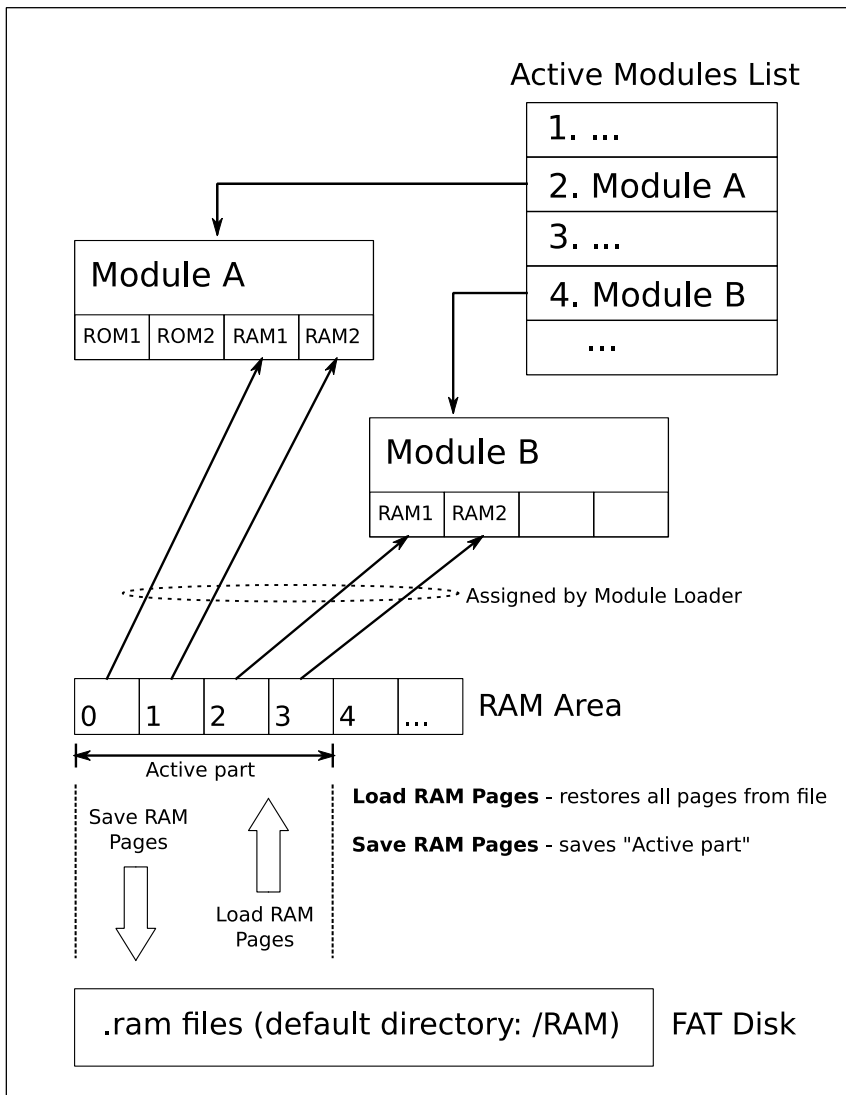 Active Modules List
1. ...
2. Module A
3. ...
4. Module B
...
Module A
ROM1 ROM2 RAM1 RAM2
Module B
RAM1 RAM2
Assigned by Module Loader
0 1 2 3 4 ...
RAM Area
Active part
Save RAM
Pages
Load RAM
Pages
Load RAM Pages - restores all pages from file
Save RAM Pages - saves "Active part"
.ram files (default directory: /RAM)
FAT Disk